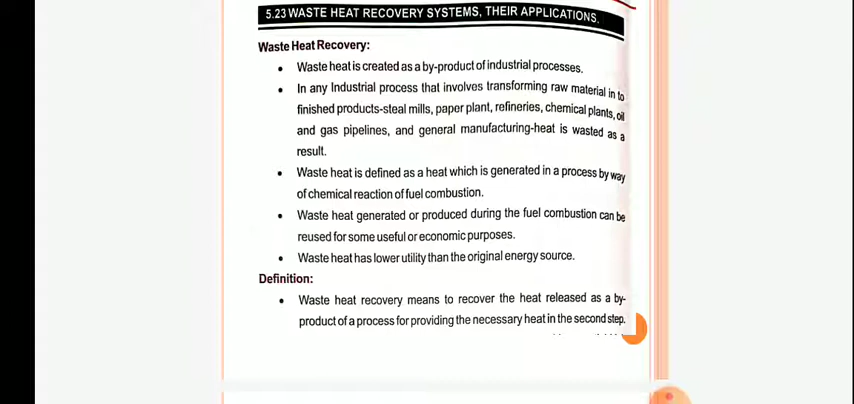 5.23 WASTE HEAT RECOVERY SYSTEMS, THEIR APPLICATIONS.
Waste Heat Recovery:
• Waste heat is created as a by-product of industrial processes.
• In any Industrial process that involves transforming raw material in to
finished products-steal mills, paper plant, refineries, chemical plants, oil
and gas pipelines, and general manufacturing-heat is wasted as a
result.
• Waste heat is defined as a heat which is generated in a process by way
of chemical reaction of fuel combustion.
• Waste heat generated or produced during the fuel combustion can be
reused for some useful or economic purposes.
• Waste heat has lower utility than the original energy source.
Definition:
• Waste heat recovery means to recover the heat released as a by-
product of a process for providing the necessary heat in the second step.